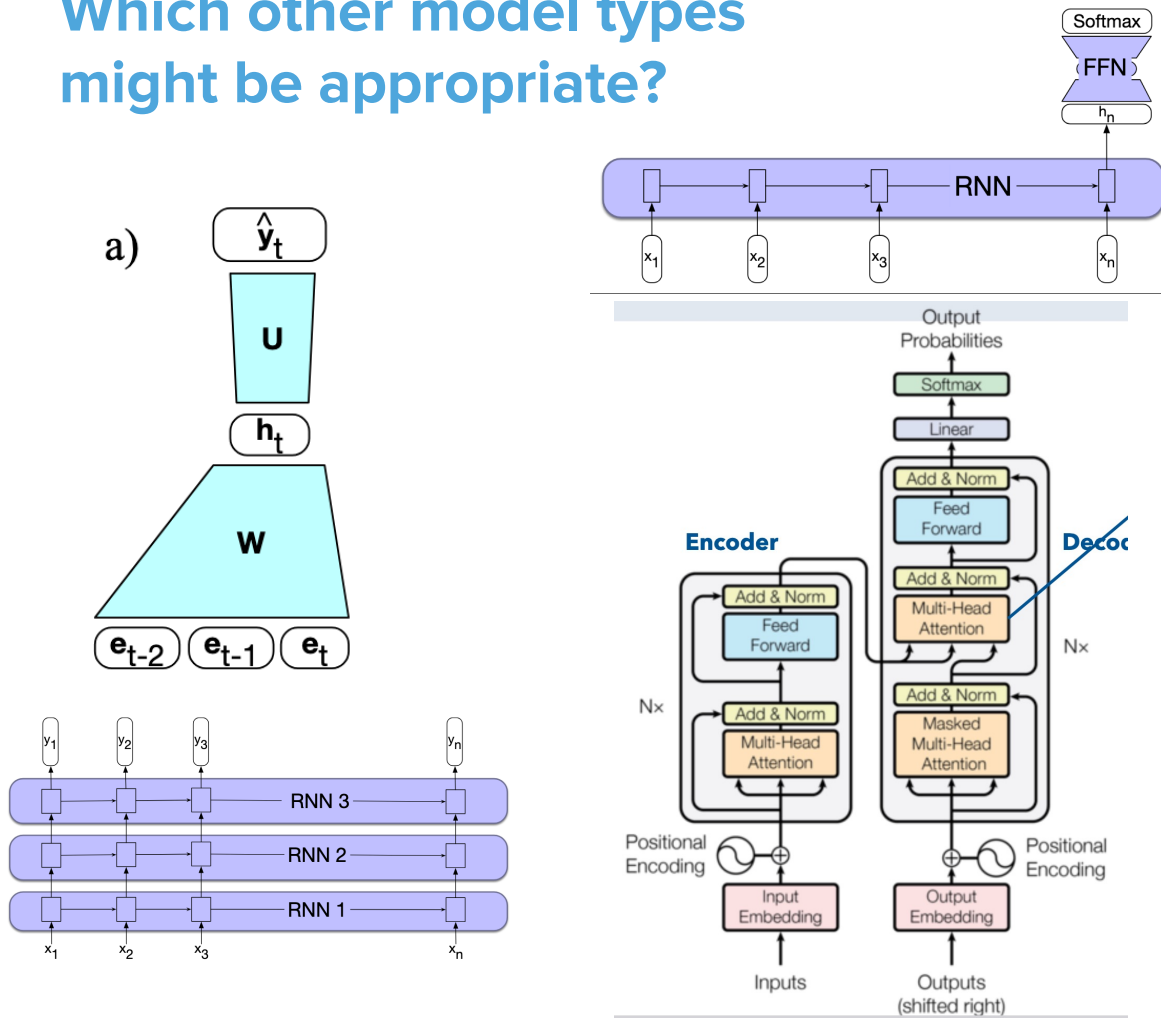 Which other model types
might be appropriate?
Softmax
FFN
hn
RNN
x1 x2 x3 xn
a)
ŷt
U
ht
W
et-2 et-1 et
y1 y2 y3 yn
RNN 3
RNN 2
RNN 1
x1 x2 x3 xn
Output
Probabilities
Softmax
Linear
Add & Norm
Feed
Forward
Add & Norm
Multi-Head
Attention
Nx
Add & Norm
Masked
Multi-Head
Attention
Positional
Encoding
Output
Embedding
Outputs
(shifted right)
Encoder
Decoc
Add & Norm
Feed
Forward
Nx
Add & Norm
Multi-Head
Attention
Positional
Encoding
Input
Embedding
Inputs